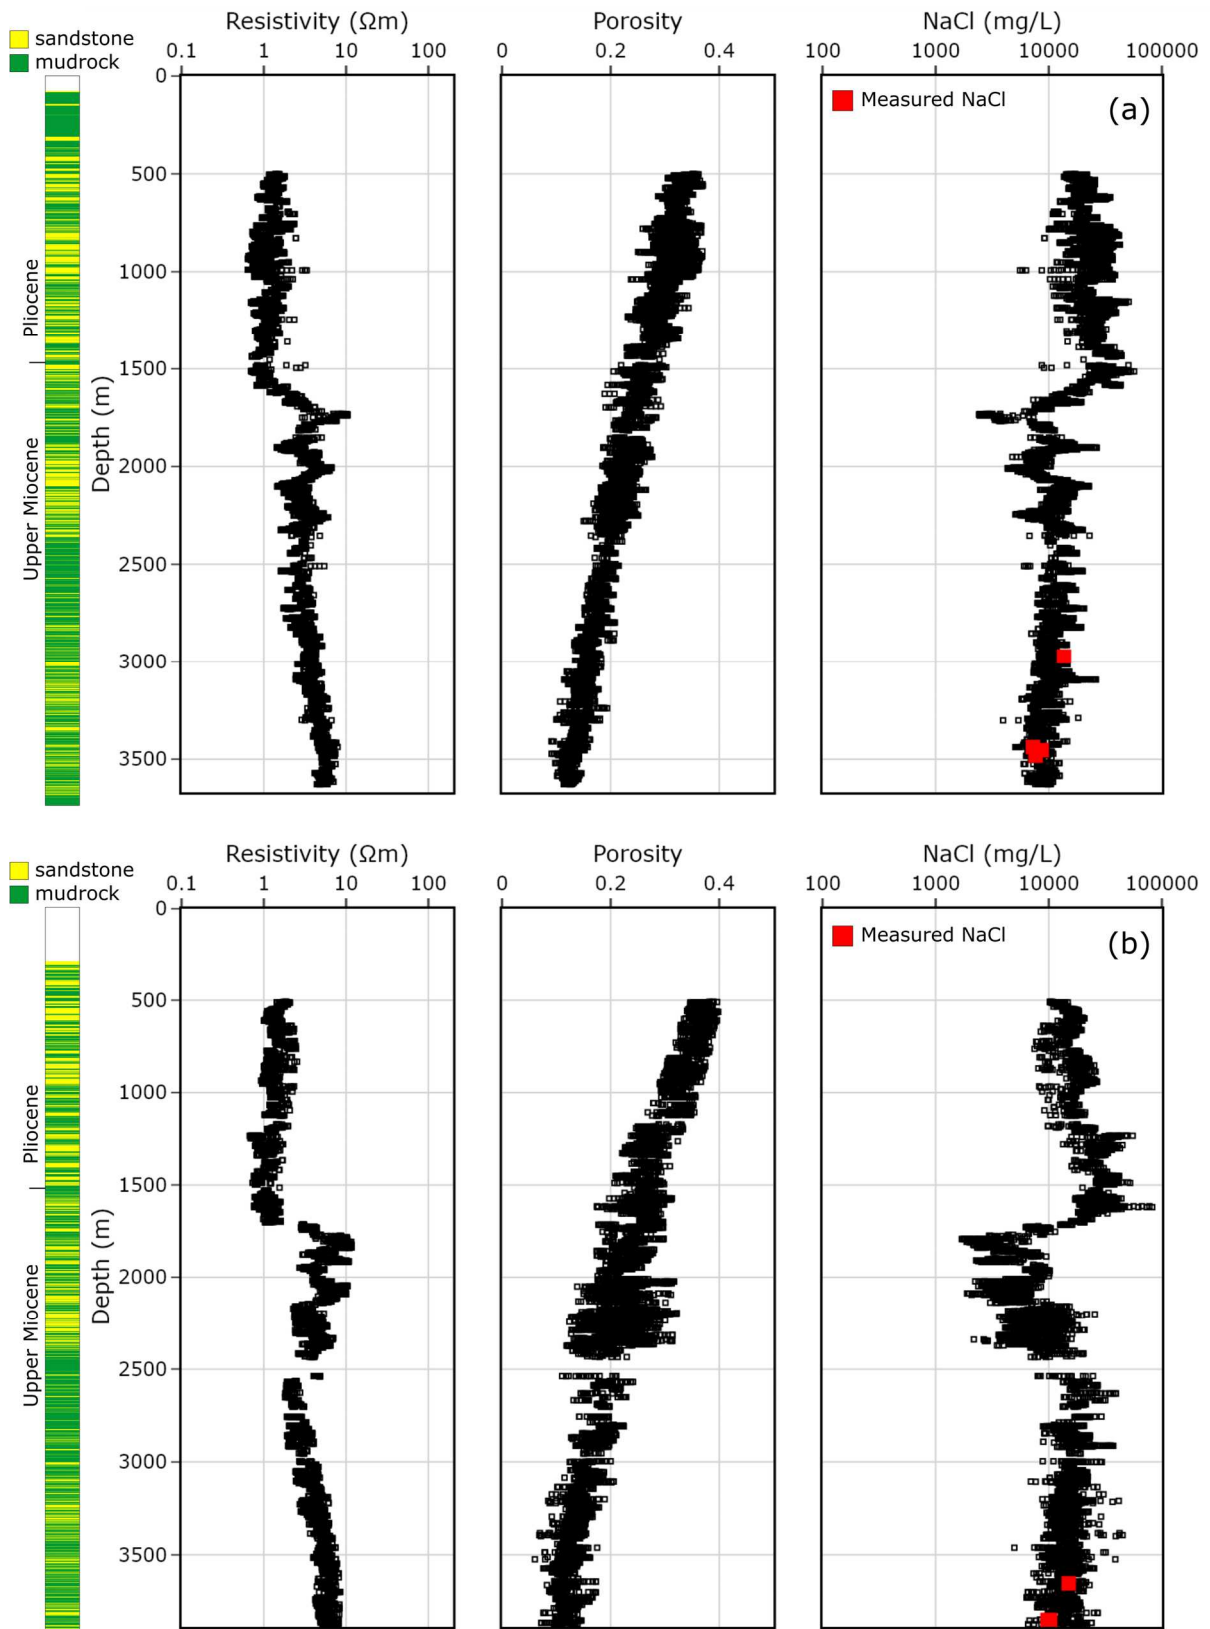 Resistivity (Ωm) Porosity NaCl (mg/L)
sandstone
mudrock
0.1 1 10 100 0 0.2 0.4 100 1000 10000 100000
0
Measured NaCl
(a)
500
1000
1500
2000
2500
3000
3500
Pliocene
Upper Miocene
Depth (m)
Resistivity (Ωm) Porosity NaCl (mg/L)
sandstone
mudrock
0.1 1 10 100 0 0.2 0.4 100 1000 10000 100000
0
Measured NaCl
(b)
500
1000
1500
2000
2500
3000
3500
Pliocene
Upper Miocene
Depth (m)